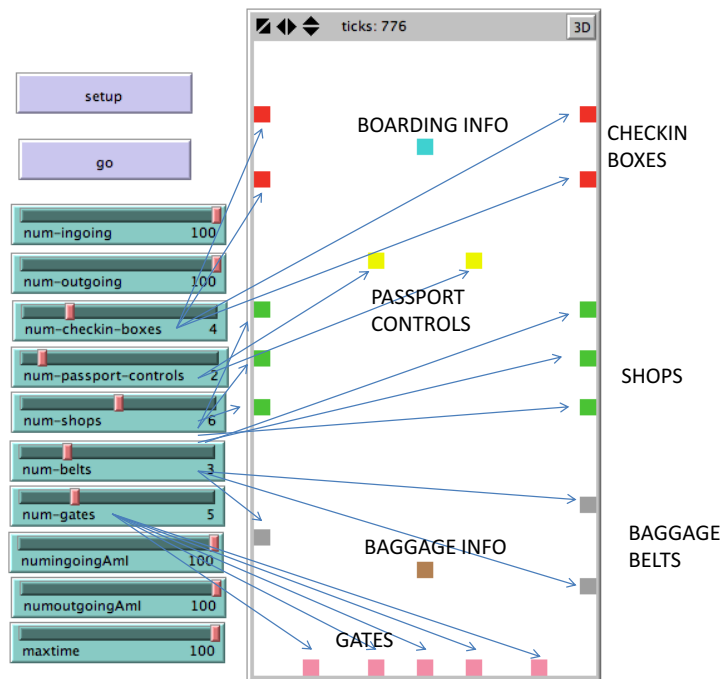 ticks: 776
3D
setup
go
num-ingoing 100
num-outgoing 100
num-checkin-boxes 4
num-passport-controls 2
num-shops 6
num-belts 3
num-gates 5
numingoingAmI 100
numoutgoingAmI 100
maxtime 100
BOARDING INFO
CHECKIN
BOXES
PASSPORT
CONTROLS
SHOPS
BAGGAGE INFO
BAGGAGE
BELTS
GATES